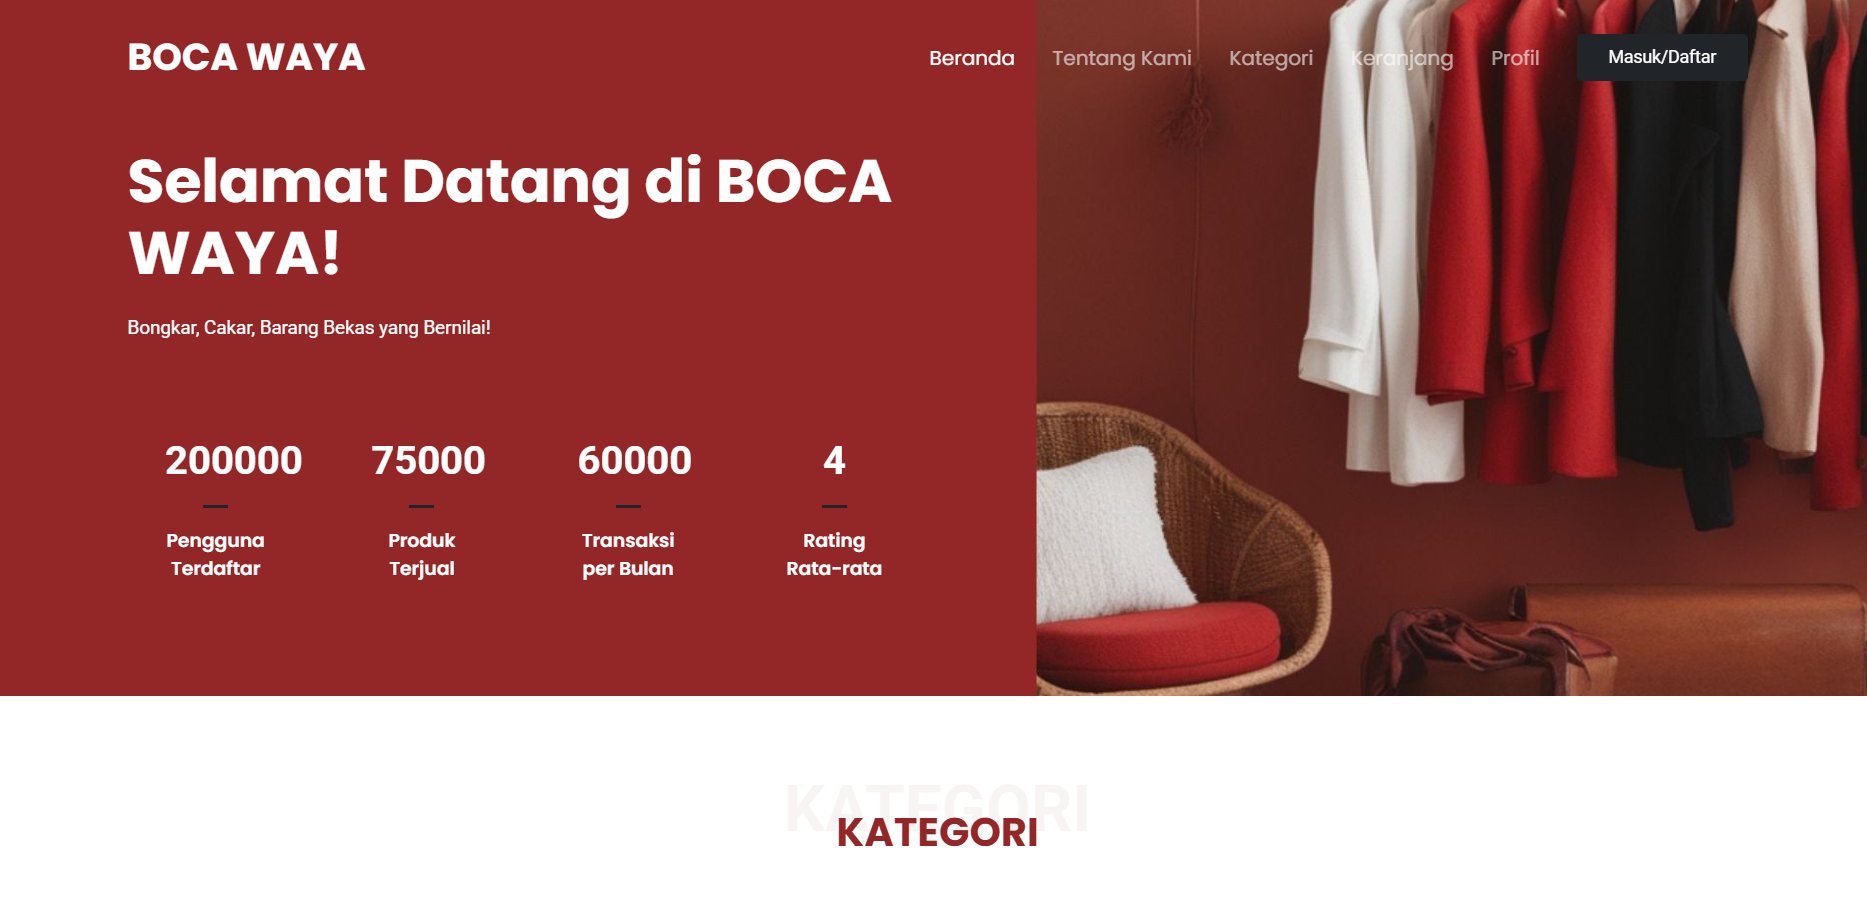 BOCA WAYA
Beranda
Tentang Kami
Kategori
Keranjang
Profil
Masuk/Daftar
Selamat Datang di BOCA
WAYA!
Bongkar, Cakar, Barang Bekas yang Bernilai!
200000
Pengguna
Terdaftar
75000
Produk
Terjual
60000
Transaksi
per Bulan
4
Rating
Rata-rata
KATEGORI
KATEGORI